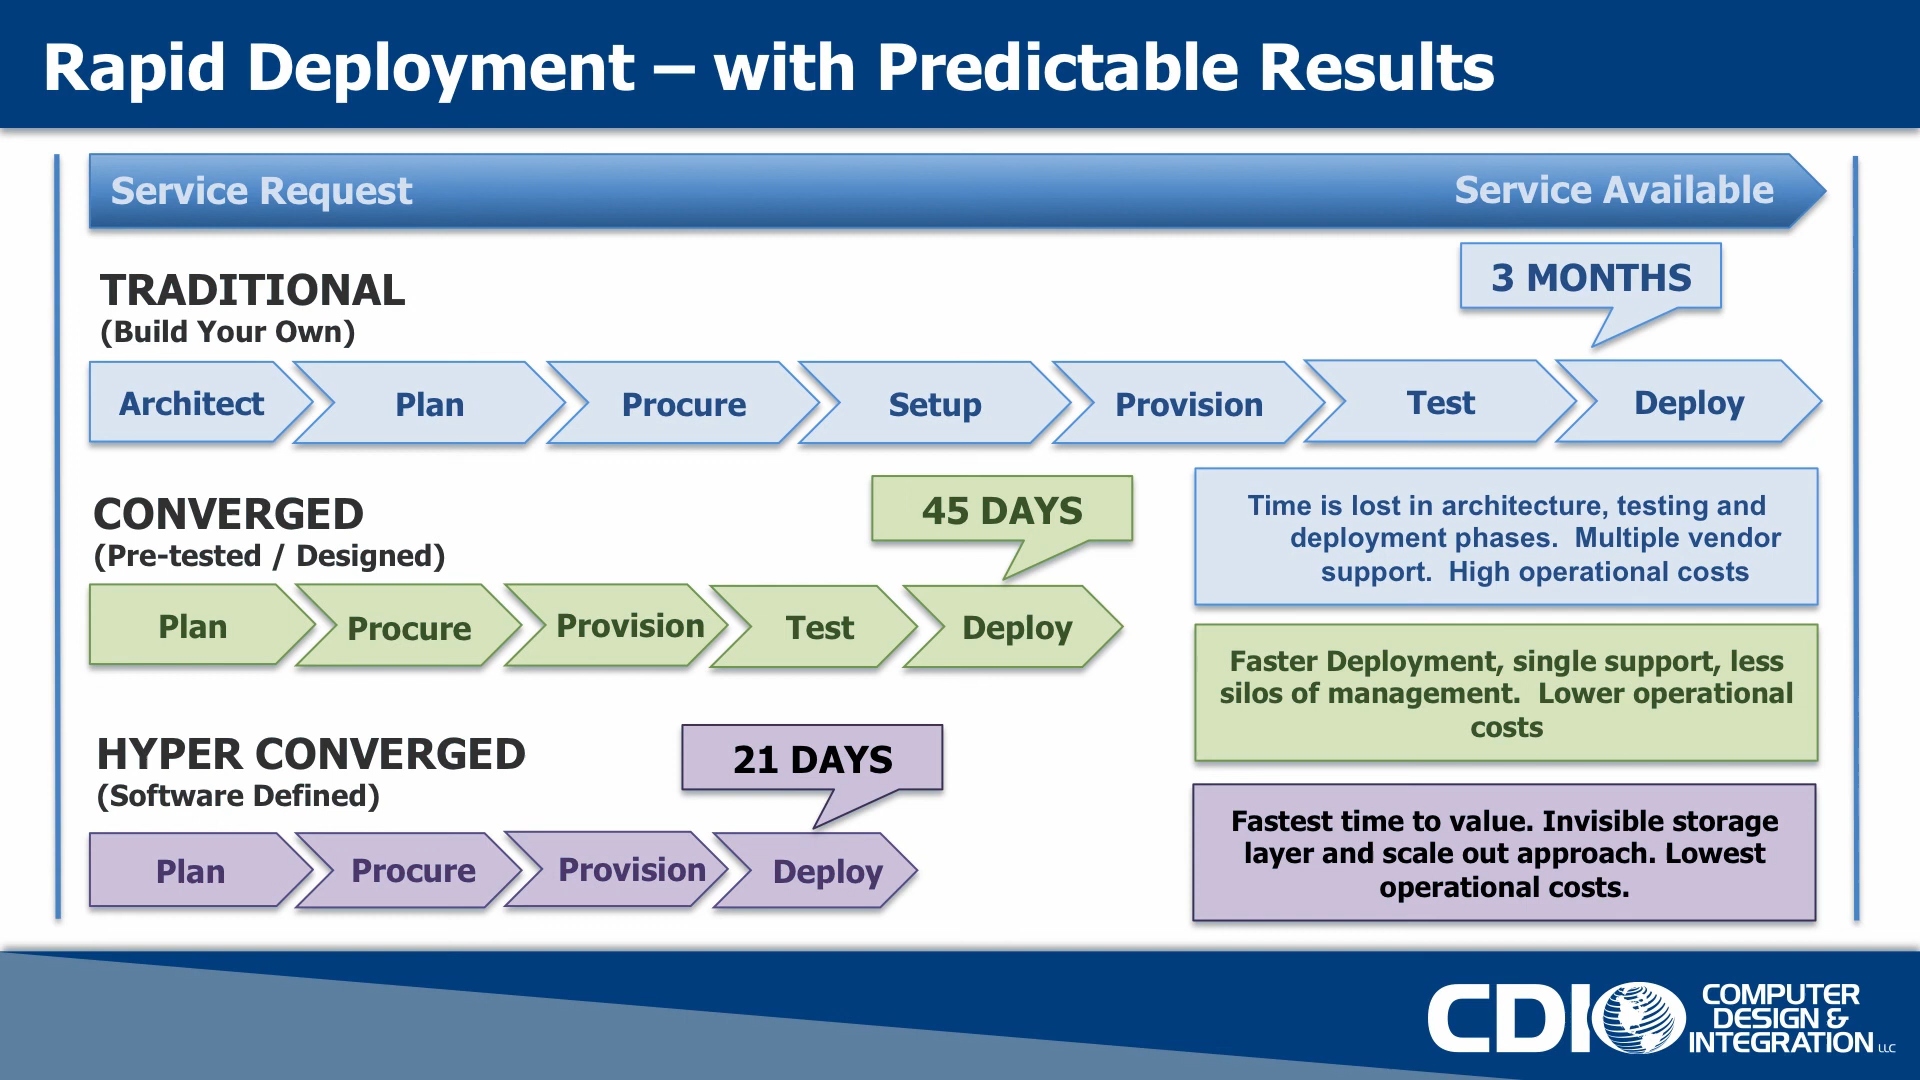 Rapid Deployment – with Predictable Results
Service Request
Service Available
3 MONTHS
TRADITIONAL
(Build Your Own)
Architect
Plan
Procure
Setup
Provision
Test
Deploy
45 DAYS
CONVERGED
(Pre-tested / Designed)
Plan
Procure
Provision
Test
Deploy
Time is lost in architecture, testing and
deployment phases.  Multiple vendor
support.  High operational costs
Faster Deployment, single support, less
silos of management.  Lower operational
costs
21 DAYS
HYPER CONVERGED
(Software Defined)
Plan
Procure
Provision
Deploy
Fastest time to value. Invisible storage
layer and scale out approach. Lowest
operational costs.
CDI
COMPUTER
DESIGN &
INTEGRATION LLC